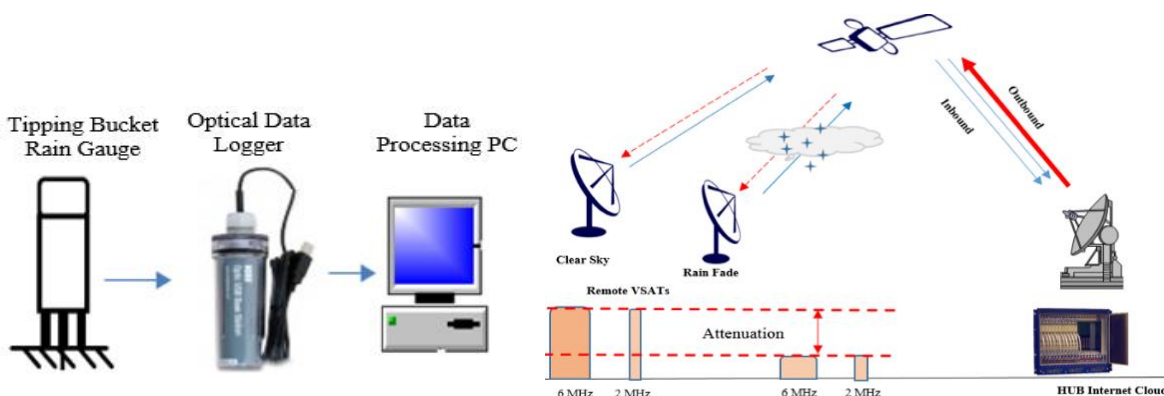 Tipping Bucket
Rain Gauge
Optical Data
Logger
Data
Processing PC
Outbound
Inbound
Clear Sky
Rain Fade
Remote VSATs
Attenuation
6 MHz
2 MHz
6 MHz
2 MHz
HUB Internet Cloud